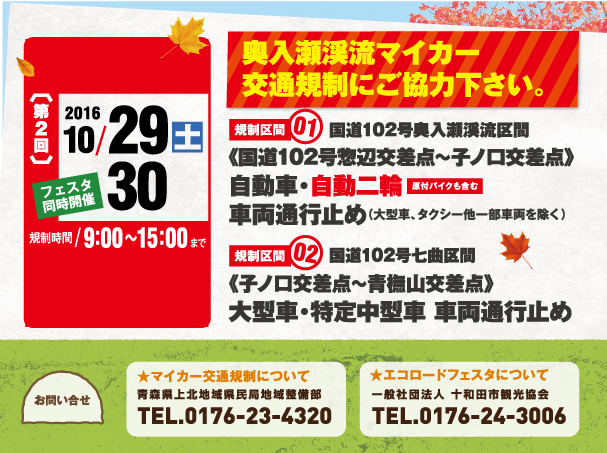 奥入瀬渓流マイカー
交通規制にご協力下さい。
〈第2回〉
2016
10/29土
30
フェスタ
同時開催
規制時間/9:00～15:00まで
規制区間 01 国道102号奥入瀬渓流区間
《国道102号惣辺交差点～子ノ口交差点》
自動車・自動二輪 原付バイクも含む
車両通行止め（大型車、タクシー他一部車両を除く）
規制区間 02 国道102号七曲区間
《子ノ口交差点～青橅山交差点》
大型車・特定中型車 車両通行止め
お問い合せ
★マイカー交通規制について
青森県上北地域県民局地域整備部
TEL.0176-23-4320
★エコロードフェスタについて
一般社団法人 十和田市観光協会
TEL.0176-24-3006